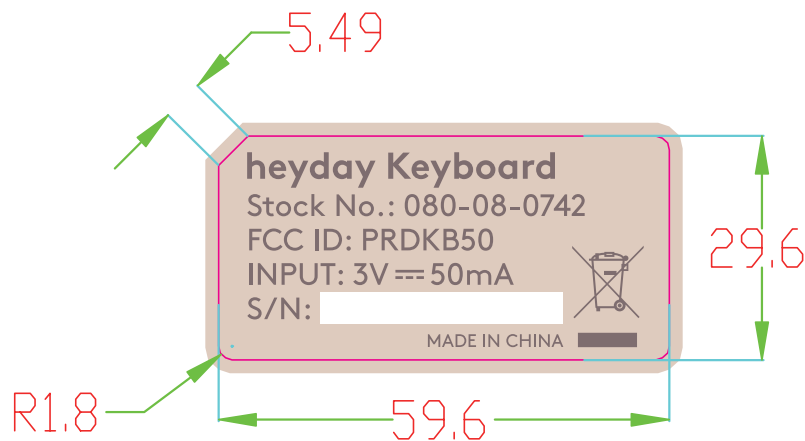 5.49
heyday Keyboard
Stock No.: 080-08-0742
FCC ID: PRDKB50
INPUT: 3V ⎓ 50mA
S/N:
MADE IN CHINA
29.6
R1.8
59.6